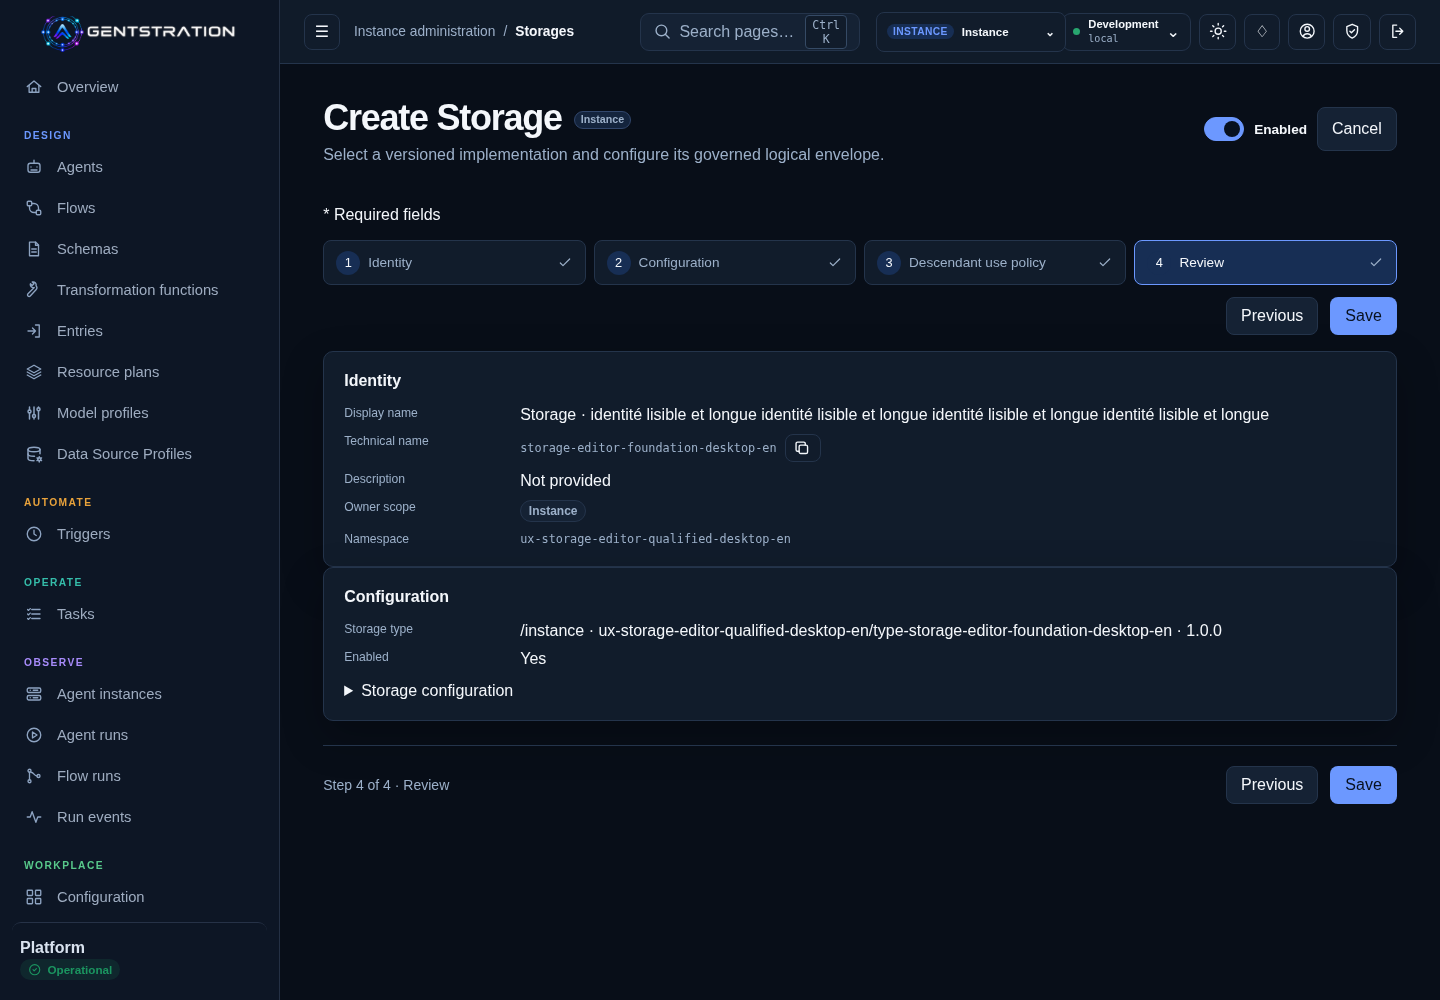 GENTSTRATION
Overview
DESIGN
Agents
Flows
Schemas
Transformation functions
Entries
Resource plans
Model profiles
Data Source Profiles
AUTOMATE
Triggers
OPERATE
Tasks
OBSERVE
Agent instances
Agent runs
Flow runs
Run events
WORKPLACE
Configuration
Platform
Operational
Instance administration / Storages
Search pages… Ctrl K
INSTANCE Instance
Development
local
Create Storage Instance
Select a versioned implementation and configure its governed logical envelope.
Enabled Cancel
* Required fields
1 Identity
2 Configuration
3 Descendant use policy
4 Review
Previous Save
Identity
Display name Storage · identité lisible et longue identité lisible et longue identité lisible et longue identité lisible et longue
Technical name storage-editor-foundation-desktop-en
Description Not provided
Owner scope Instance
Namespace ux-storage-editor-qualified-desktop-en
Configuration
Storage type /instance · ux-storage-editor-qualified-desktop-en/type-storage-editor-foundation-desktop-en · 1.0.0
Enabled Yes
Storage configuration
Step 4 of 4 · Review
Previous Save